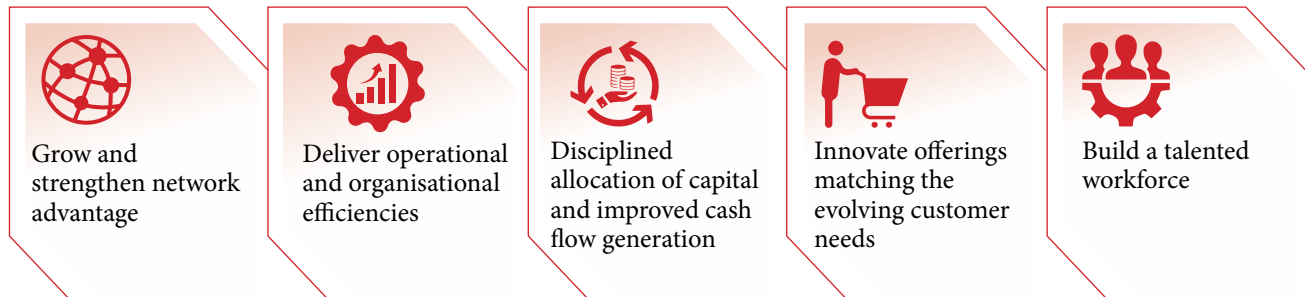 Grow and
strengthen network
advantage
Deliver operational
and organisational
efficiencies
Disciplined
allocation of capital
and improved cash
flow generation
Innovate offerings
matching the
evolving customer
needs
Build a talented
workforce